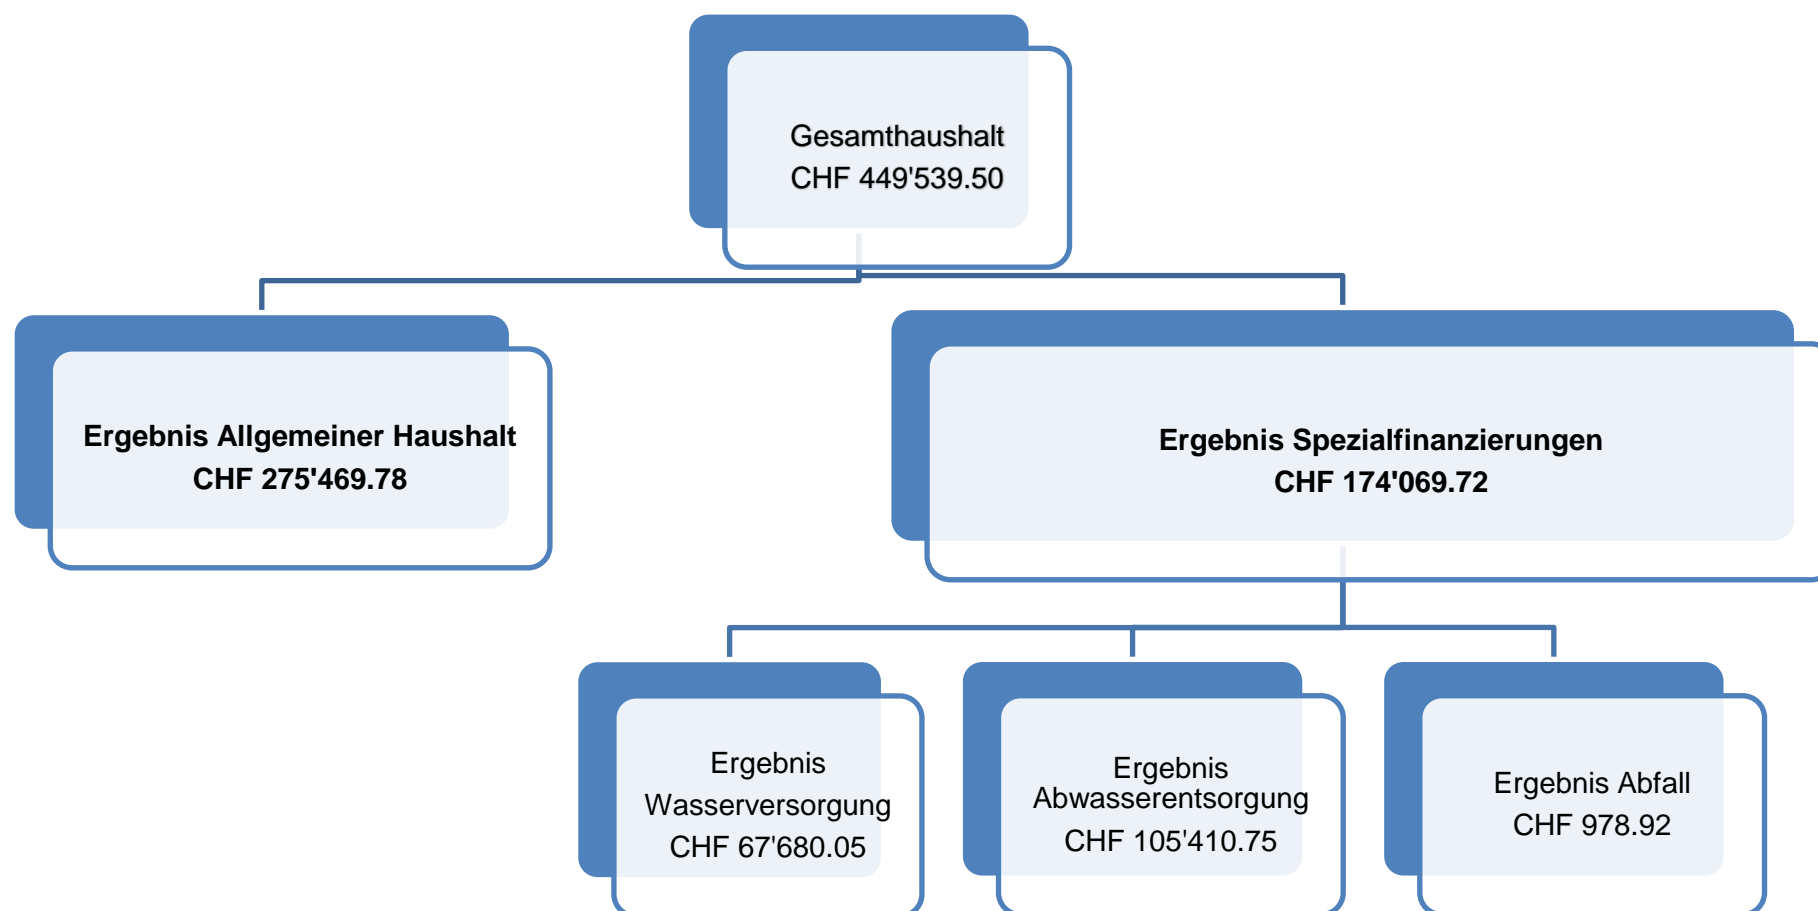 Gesamthaushalt
CHF 449'539.50
Ergebnis Allgemeiner Haushalt
CHF 275'469.78
Ergebnis Spezialfinanzierungen
CHF 174'069.72
Ergebnis
Wasserversorgung
CHF 67'680.05
Ergebnis
Abwasserentsorgung
CHF 105'410.75
Ergebnis Abfall
CHF 978.92